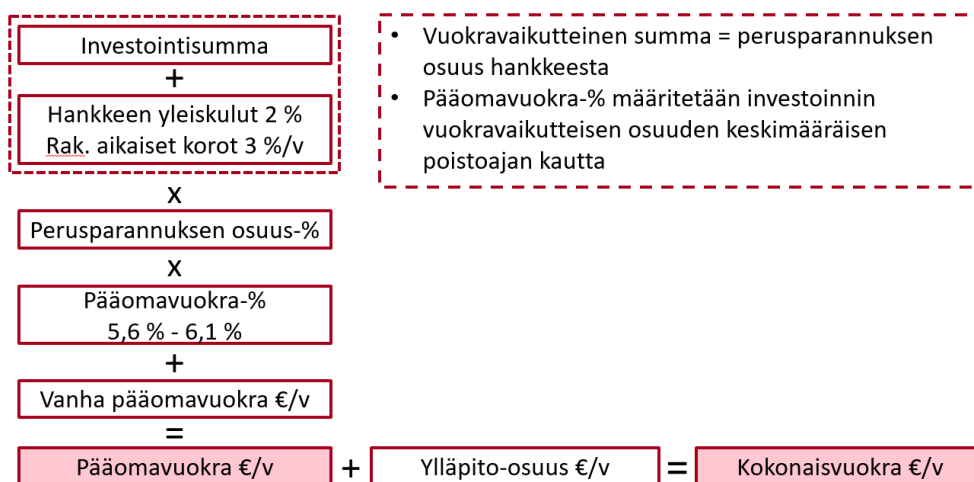 Investointisumma
+
Hankkeen yleiskulut 2 %
Rak. aikaiset korot 3 %/v
x
Perusparannuksen osuus-%
x
Pääomavuokra-%
5,6 % - 6,1 %
+
Vanha pääomavuokra €/v
=
Pääomavuokra €/v + Ylläpito-osuus €/v = Kokonaisvuokra €/v
• Vuokravaikutteinen summa = perusparannuksen
osuus hankkeesta
• Pääomavuokra-% määritetään investoinnin
vuokravaikutteisen osuuden keskimääräisen
poistoajan kautta